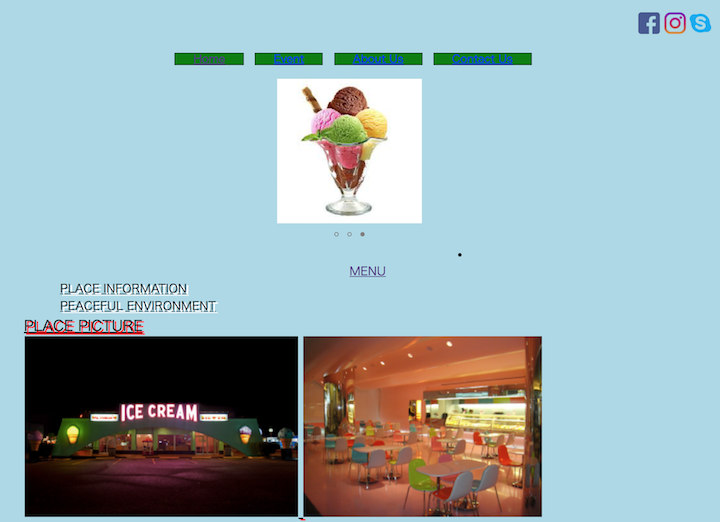 Home Event About Us Contact Us
MENU
PLACE INFORMATION
PEACEFUL ENVIRONMENT
PLACE PICTURE
ICE CREAM